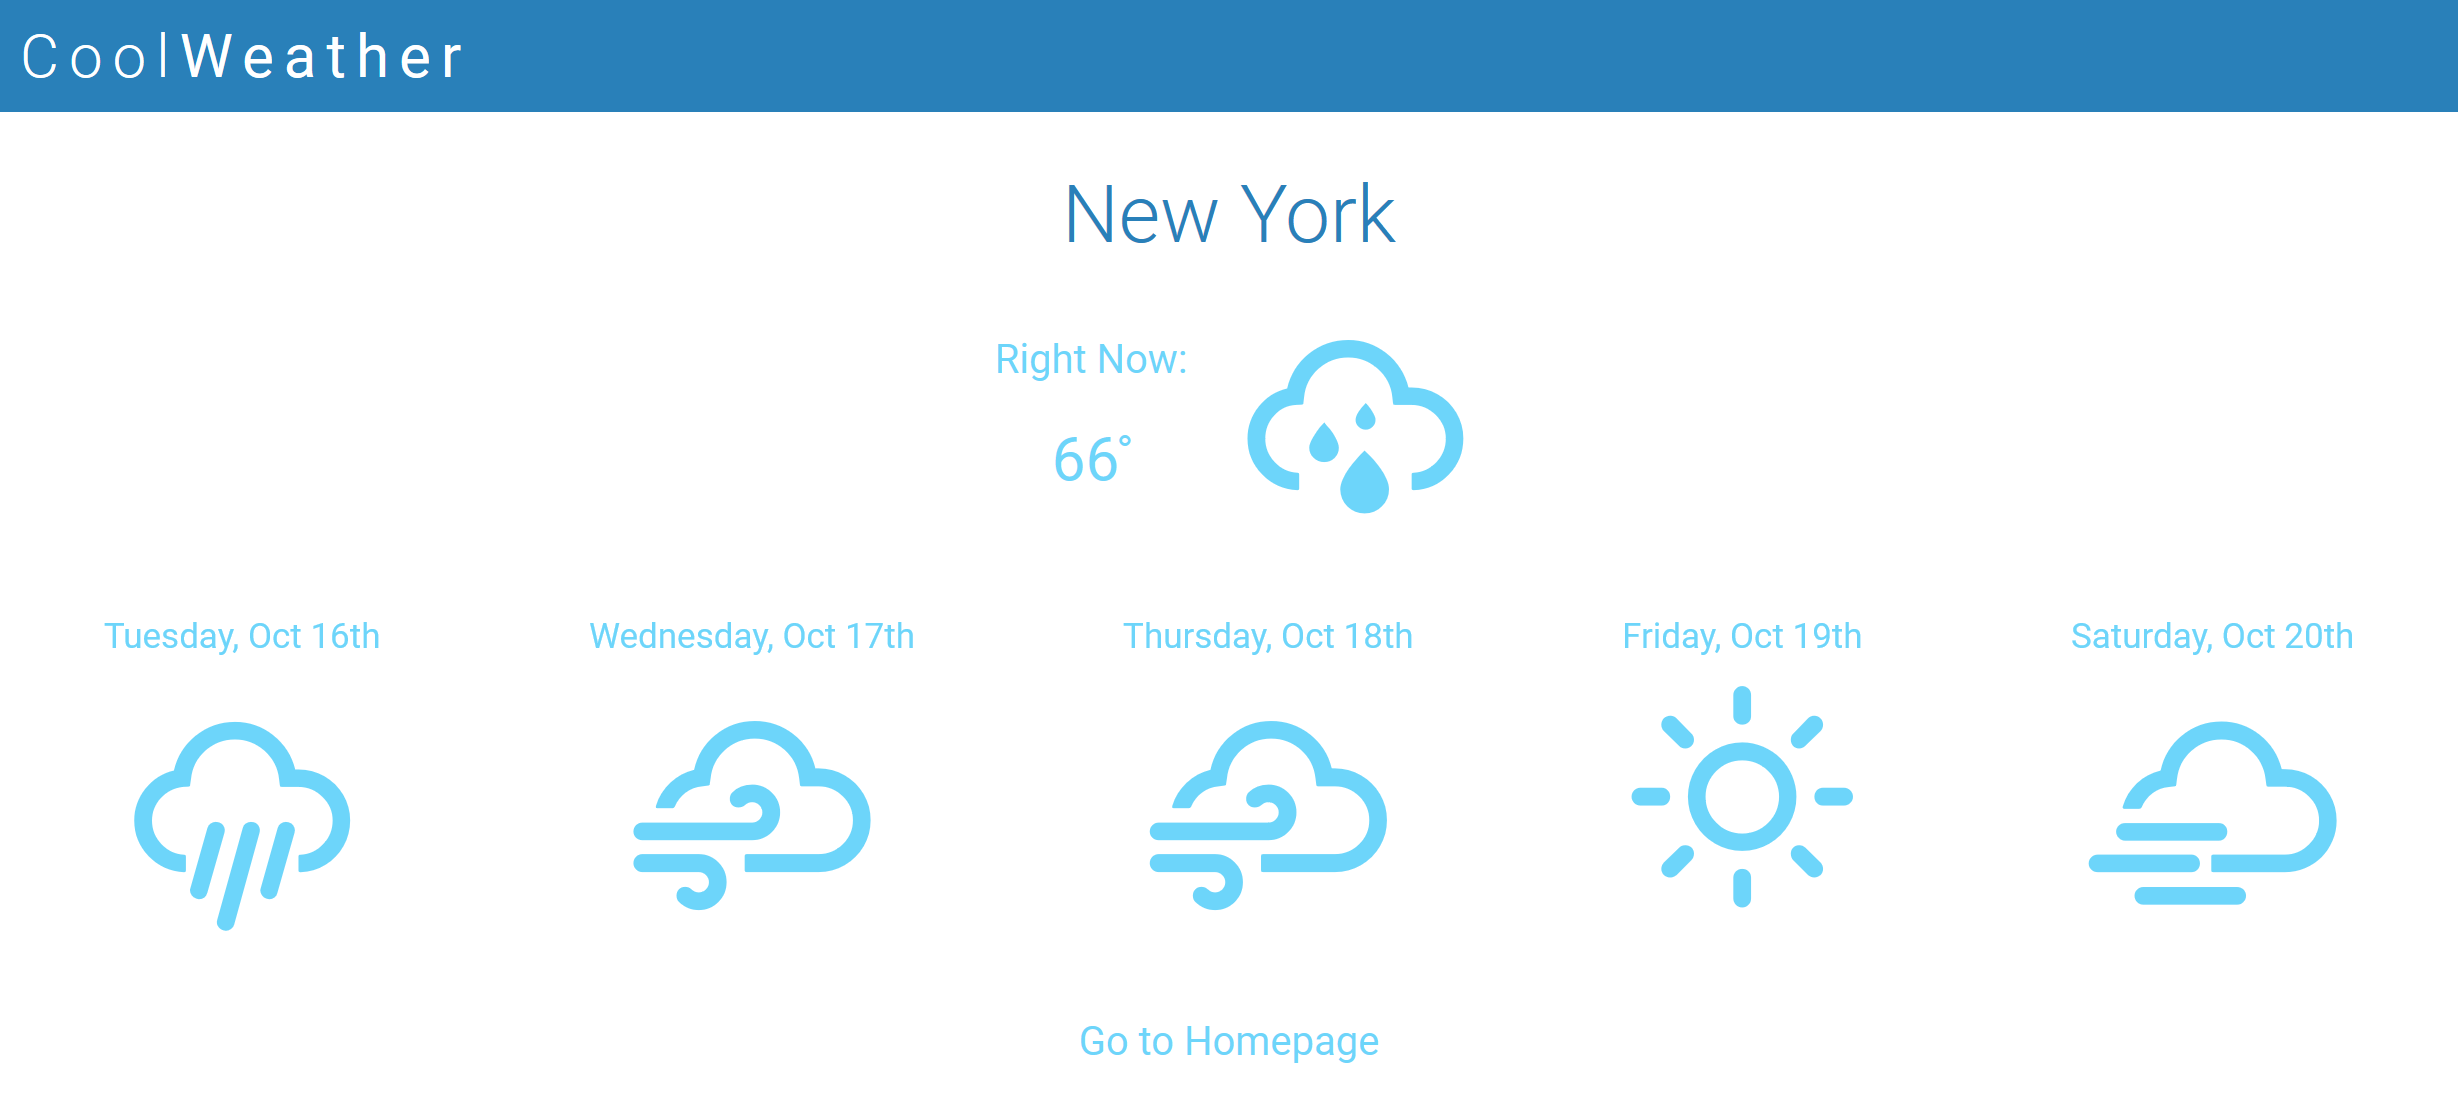 CoolWeather
New York
Right Now:
66°
Tuesday, Oct 16th
Wednesday, Oct 17th
Thursday, Oct 18th
Friday, Oct 19th
Saturday, Oct 20th
Go to Homepage